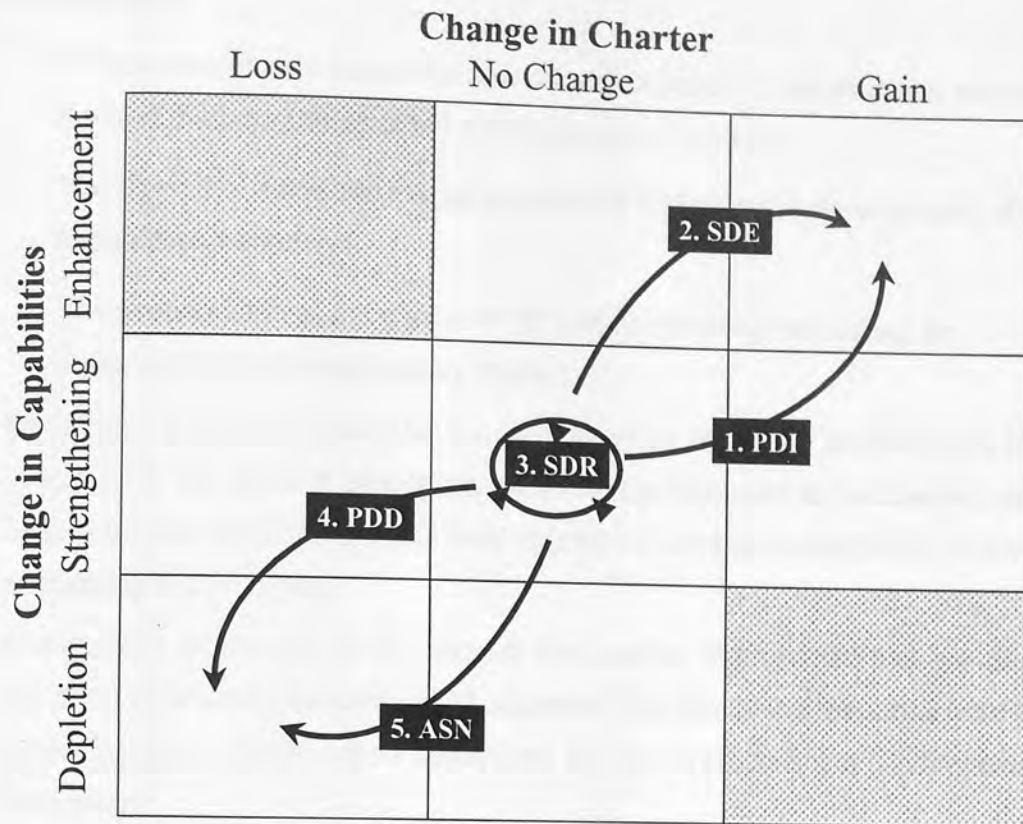 Change in Charter
Loss No Change Gain
Change in Capabilities
Enhancement
Strengthening
Depletion
2. SDE
1. PDI
3. SDR
4. PDD
5. ASN